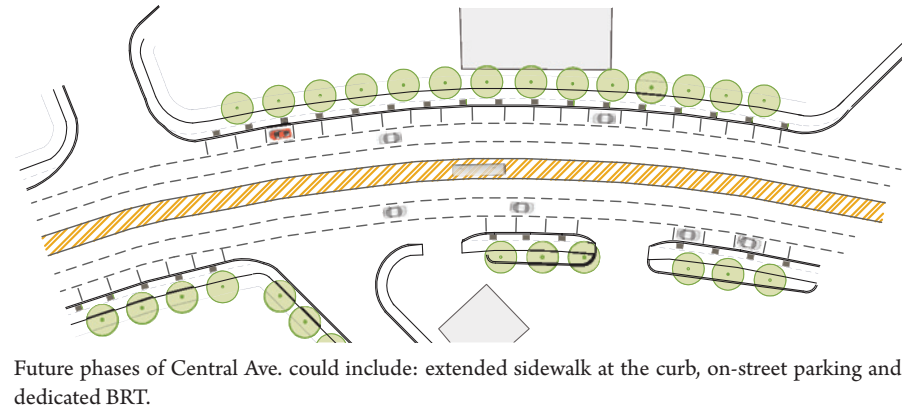 Future phases of Central Ave. could include: extended sidewalk at the curb, on-street parking and
dedicated BRT.